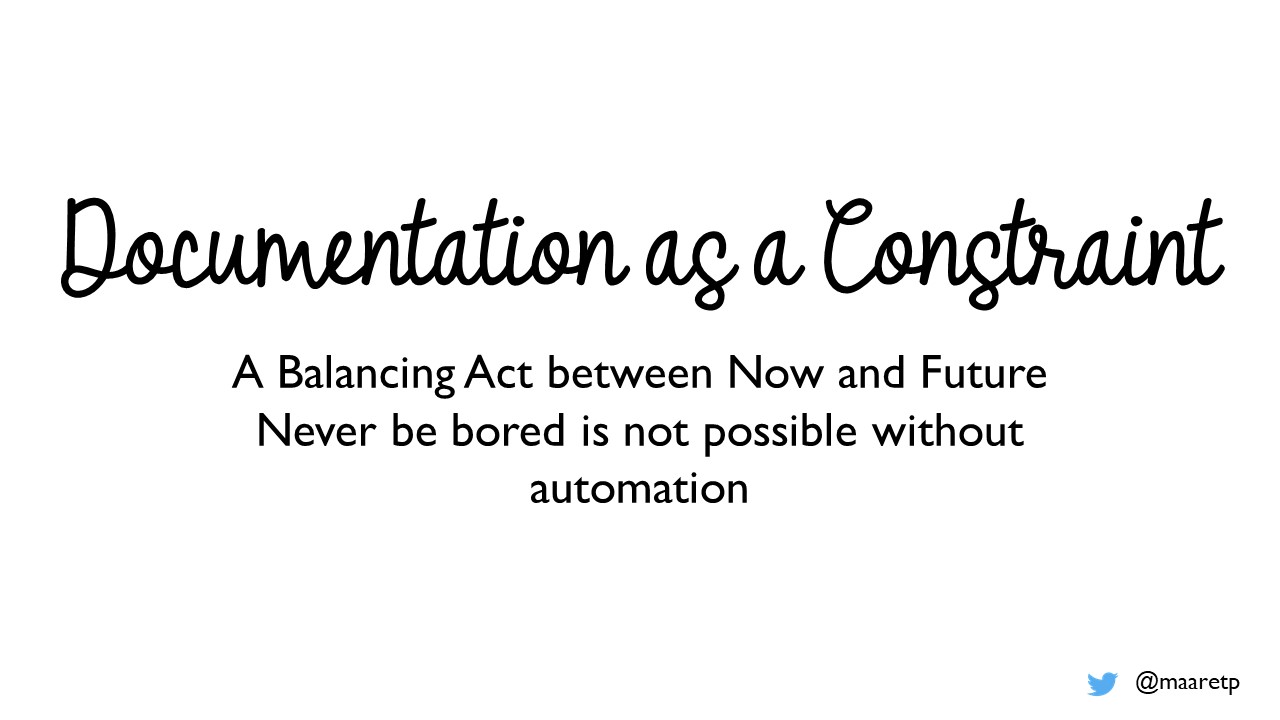 Documentation as a Constraint
A Balancing Act between Now and Future
Never be bored is not possible without
automation
@maaretp